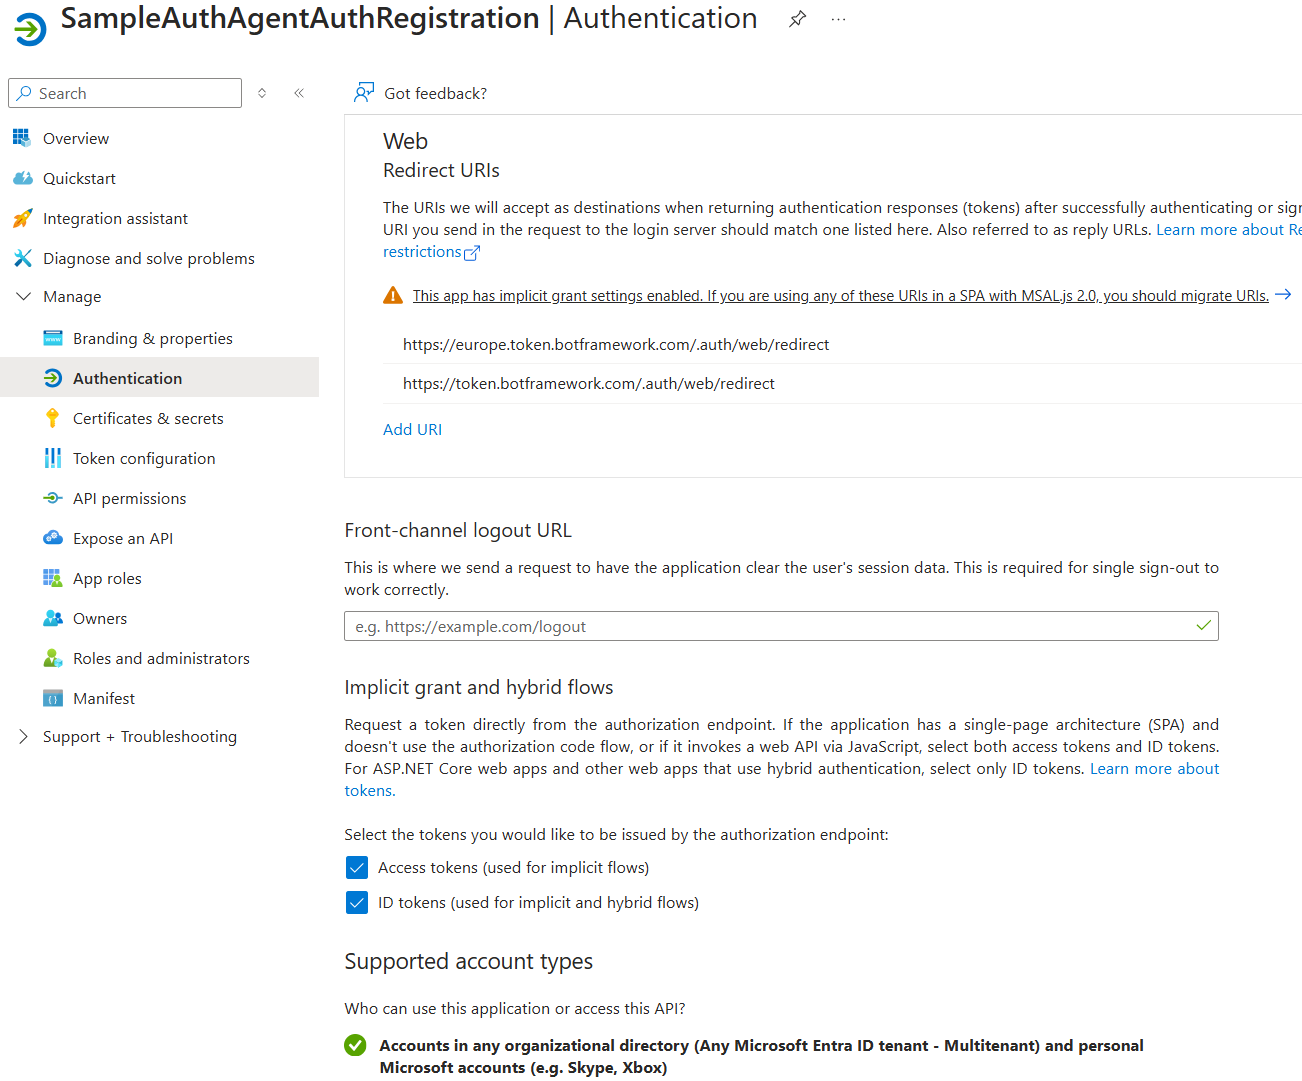 SampleAuthAgentAuthRegistration | Authentication
Search
Overview
Quickstart
Integration assistant
Diagnose and solve problems
Manage
Branding & properties
Authentication
Certificates & secrets
Token configuration
API permissions
Expose an API
App roles
Owners
Roles and administrators
Manifest
Support + Troubleshooting
Got feedback?
Web
Redirect URIs
The URIs we will accept as destinations when returning authentication responses (tokens) after successfully authenticating or sig
URI you send in the request to the login server should match one listed here. Also referred to as reply URLs. Learn more about Re
restrictions
This app has implicit grant settings enabled. If you are using any of these URIs in a SPA with MSAL.js 2.0, you should migrate URIs.
https://europe.token.botframework.com/.auth/web/redirect
https://token.botframework.com/.auth/web/redirect
Add URI
Front-channel logout URL
This is where we send a request to have the application clear the user's session data. This is required for single sign-out to
work correctly.
e.g. https://example.com/logout
Implicit grant and hybrid flows
Request a token directly from the authorization endpoint. If the application has a single-page architecture (SPA) and
doesn't use the authorization code flow, or if it invokes a web API via JavaScript, select both access tokens and ID tokens.
For ASP.NET Core web apps and other web apps that use hybrid authentication, select only ID tokens. Learn more about
tokens.
Select the tokens you would like to be issued by the authorization endpoint:
Access tokens (used for implicit flows)
ID tokens (used for implicit and hybrid flows)
Supported account types
Who can use this application or access this API?
Accounts in any organizational directory (Any Microsoft Entra ID tenant - Multitenant) and personal
Microsoft accounts (e.g. Skype, Xbox)